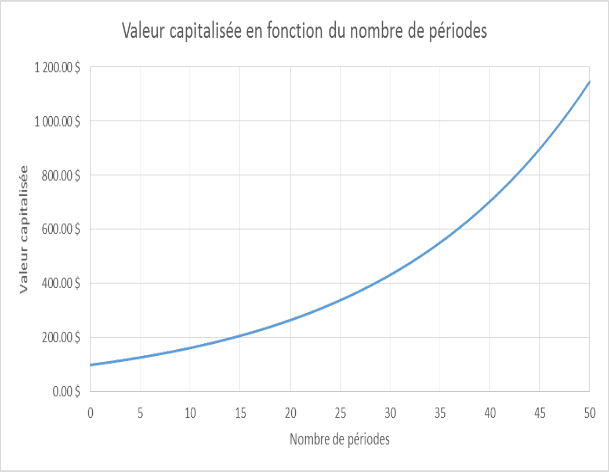 Valeur capitalisée en fonction du nombre de périodes
1 200.00 $
1 000.00 $
800.00 $
600.00 $
400.00 $
200.00 $
0.00 $
Valeur capitalisée
0 5 10 15 20 25 30 35 40 45 50
Nombre de périodes